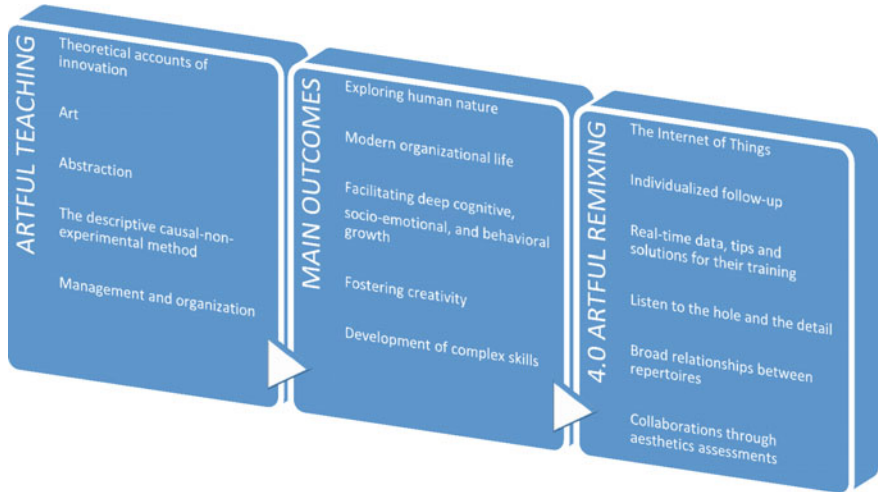 ARTFUL TEACHING
Theoretical accounts of
innovation
Art
Abstraction
The descriptive causal-non-
experimental method
Management and organization
MAIN OUTCOMES
Exploring human nature
Modern organizational life
Facilitating deep cognitive,
socio-emotional, and behavioral
growth
Fostering creativity
Development of complex skills
4.0 ARTFUL REMIXING
The Internet of Things
Individualized follow-up
Real-time data, tips and
solutions for their training
Listen to the hole and the detail
Broad relationships between
repertoires
Collaborations through
aesthetics assessments